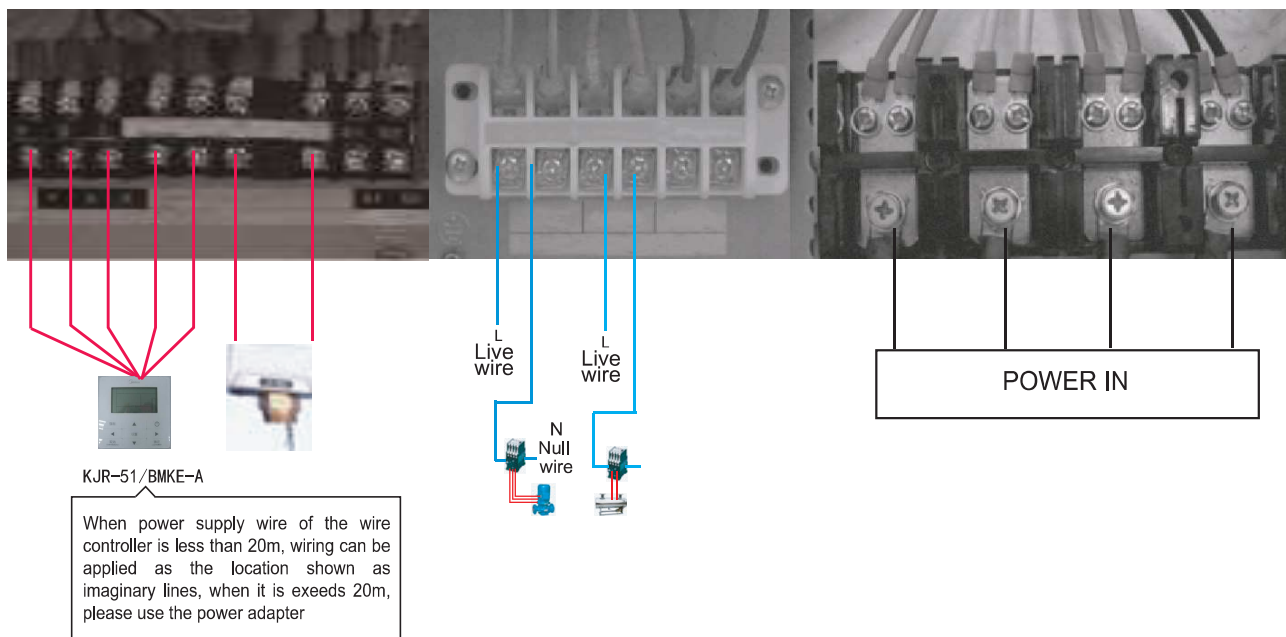 L
Live
wire
L
Live
wire
POWER IN
N
Null
wire
KJR-51/BMKE-A
When power supply wire of the wire
controller is less than 20m, wiring can be
applied as the location shown as
imaginary lines, when it is exeeds 20m,
please use the power adapter